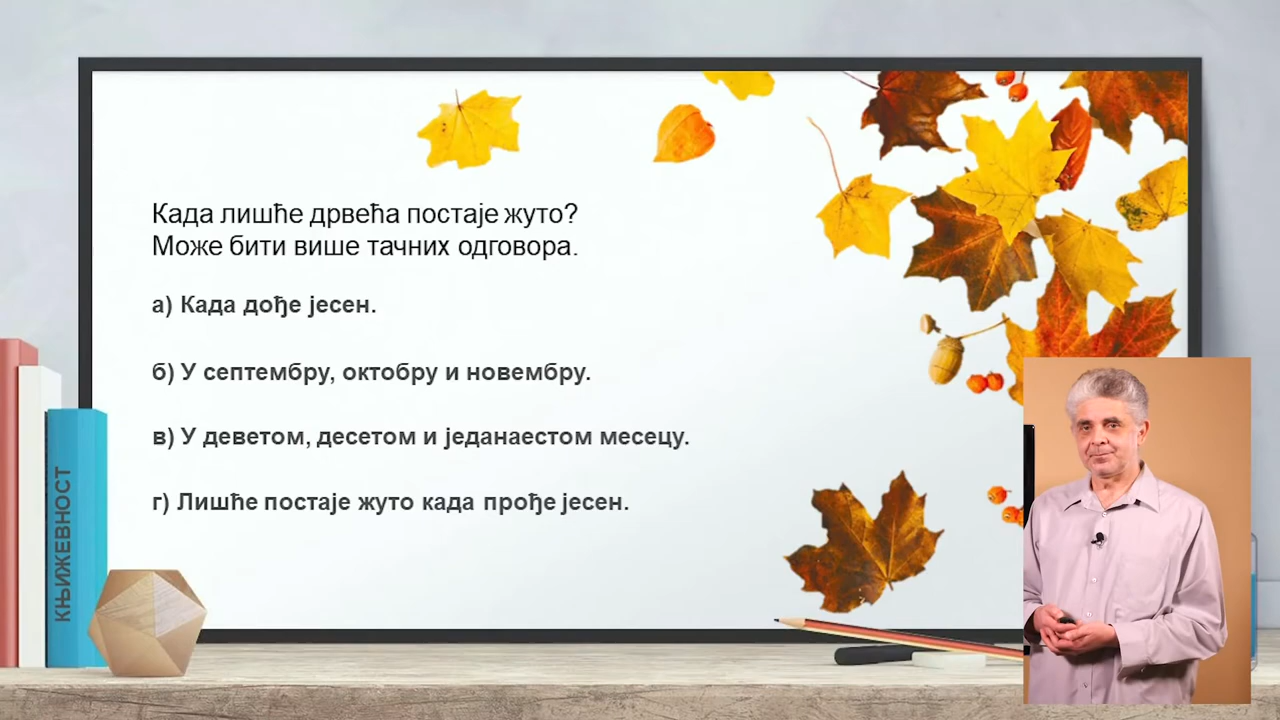 Када лишће дрвећа постаје жуто?
Може бити више тачних одговора.
а) Када дође јесен.
б) У септембру, октобру и новембру.
в) У деветом, десетом и једанаестом месецу.
г) Лишће постаје жуто када прође јесен.
КЊИЖЕВНОСТ